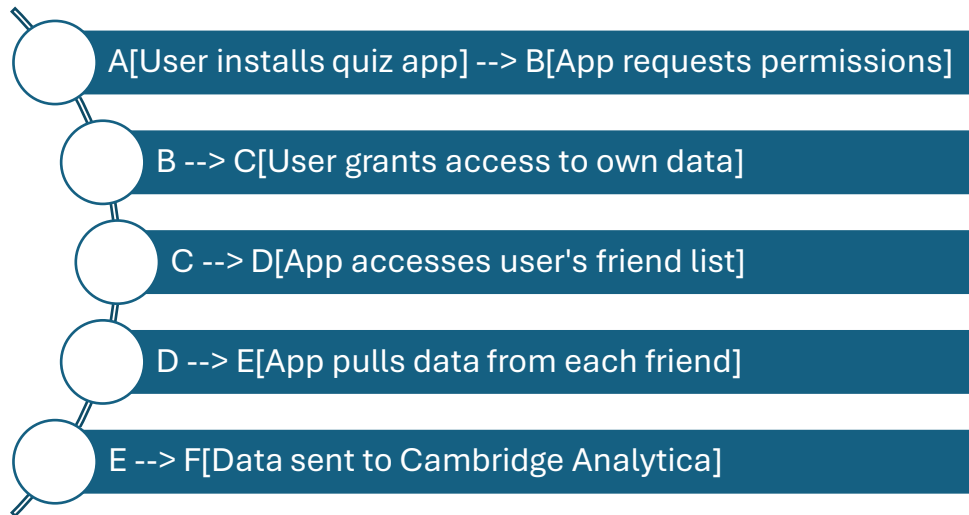 A[User installs quiz app] --> B[App requests permissions]
B --> C[User grants access to own data]
C --> D[App accesses user's friend list]
D --> E[App pulls data from each friend]
E --> F[Data sent to Cambridge Analytica]